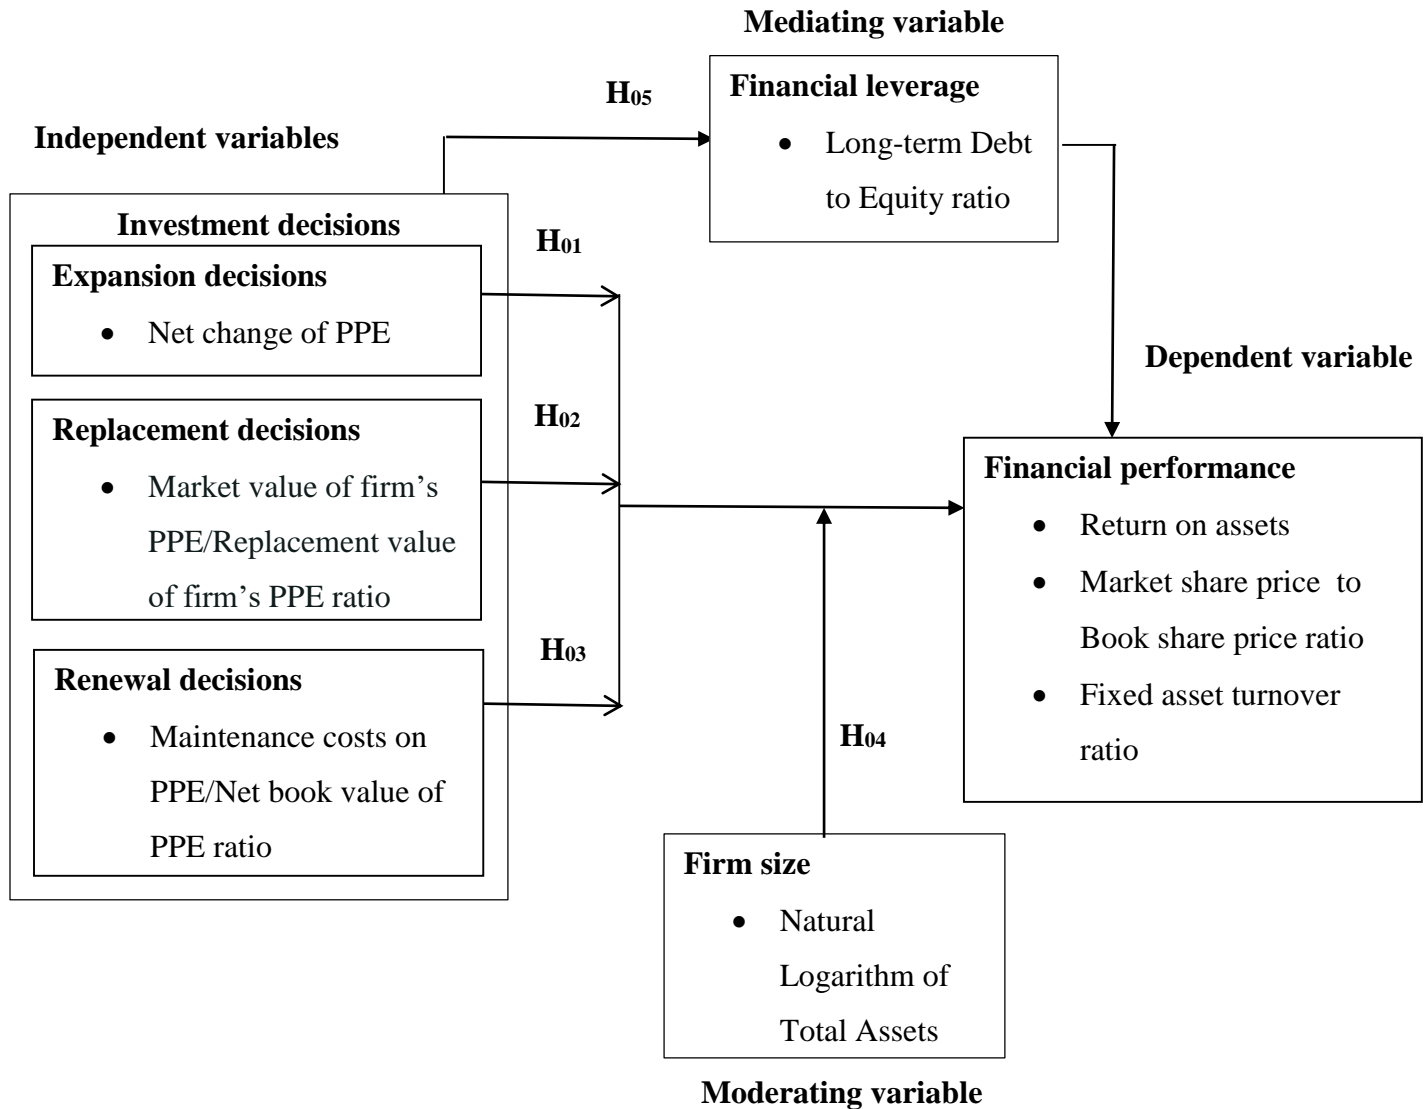 Mediating variable
Financial leverage
• Long-term Debt
to Equity ratio
H05
Independent variables
Investment decisions
Expansion decisions
• Net change of PPE
H01
Replacement decisions
• Market value of firm’s
PPE/Replacement value
of firm’s PPE ratio
H02
Renewal decisions
• Maintenance costs on
PPE/Net book value of
PPE ratio
H03
Dependent variable
Financial performance
• Return on assets
• Market share price to
Book share price ratio
• Fixed asset turnover
ratio
H04
Firm size
• Natural
Logarithm of
Total Assets
Moderating variable